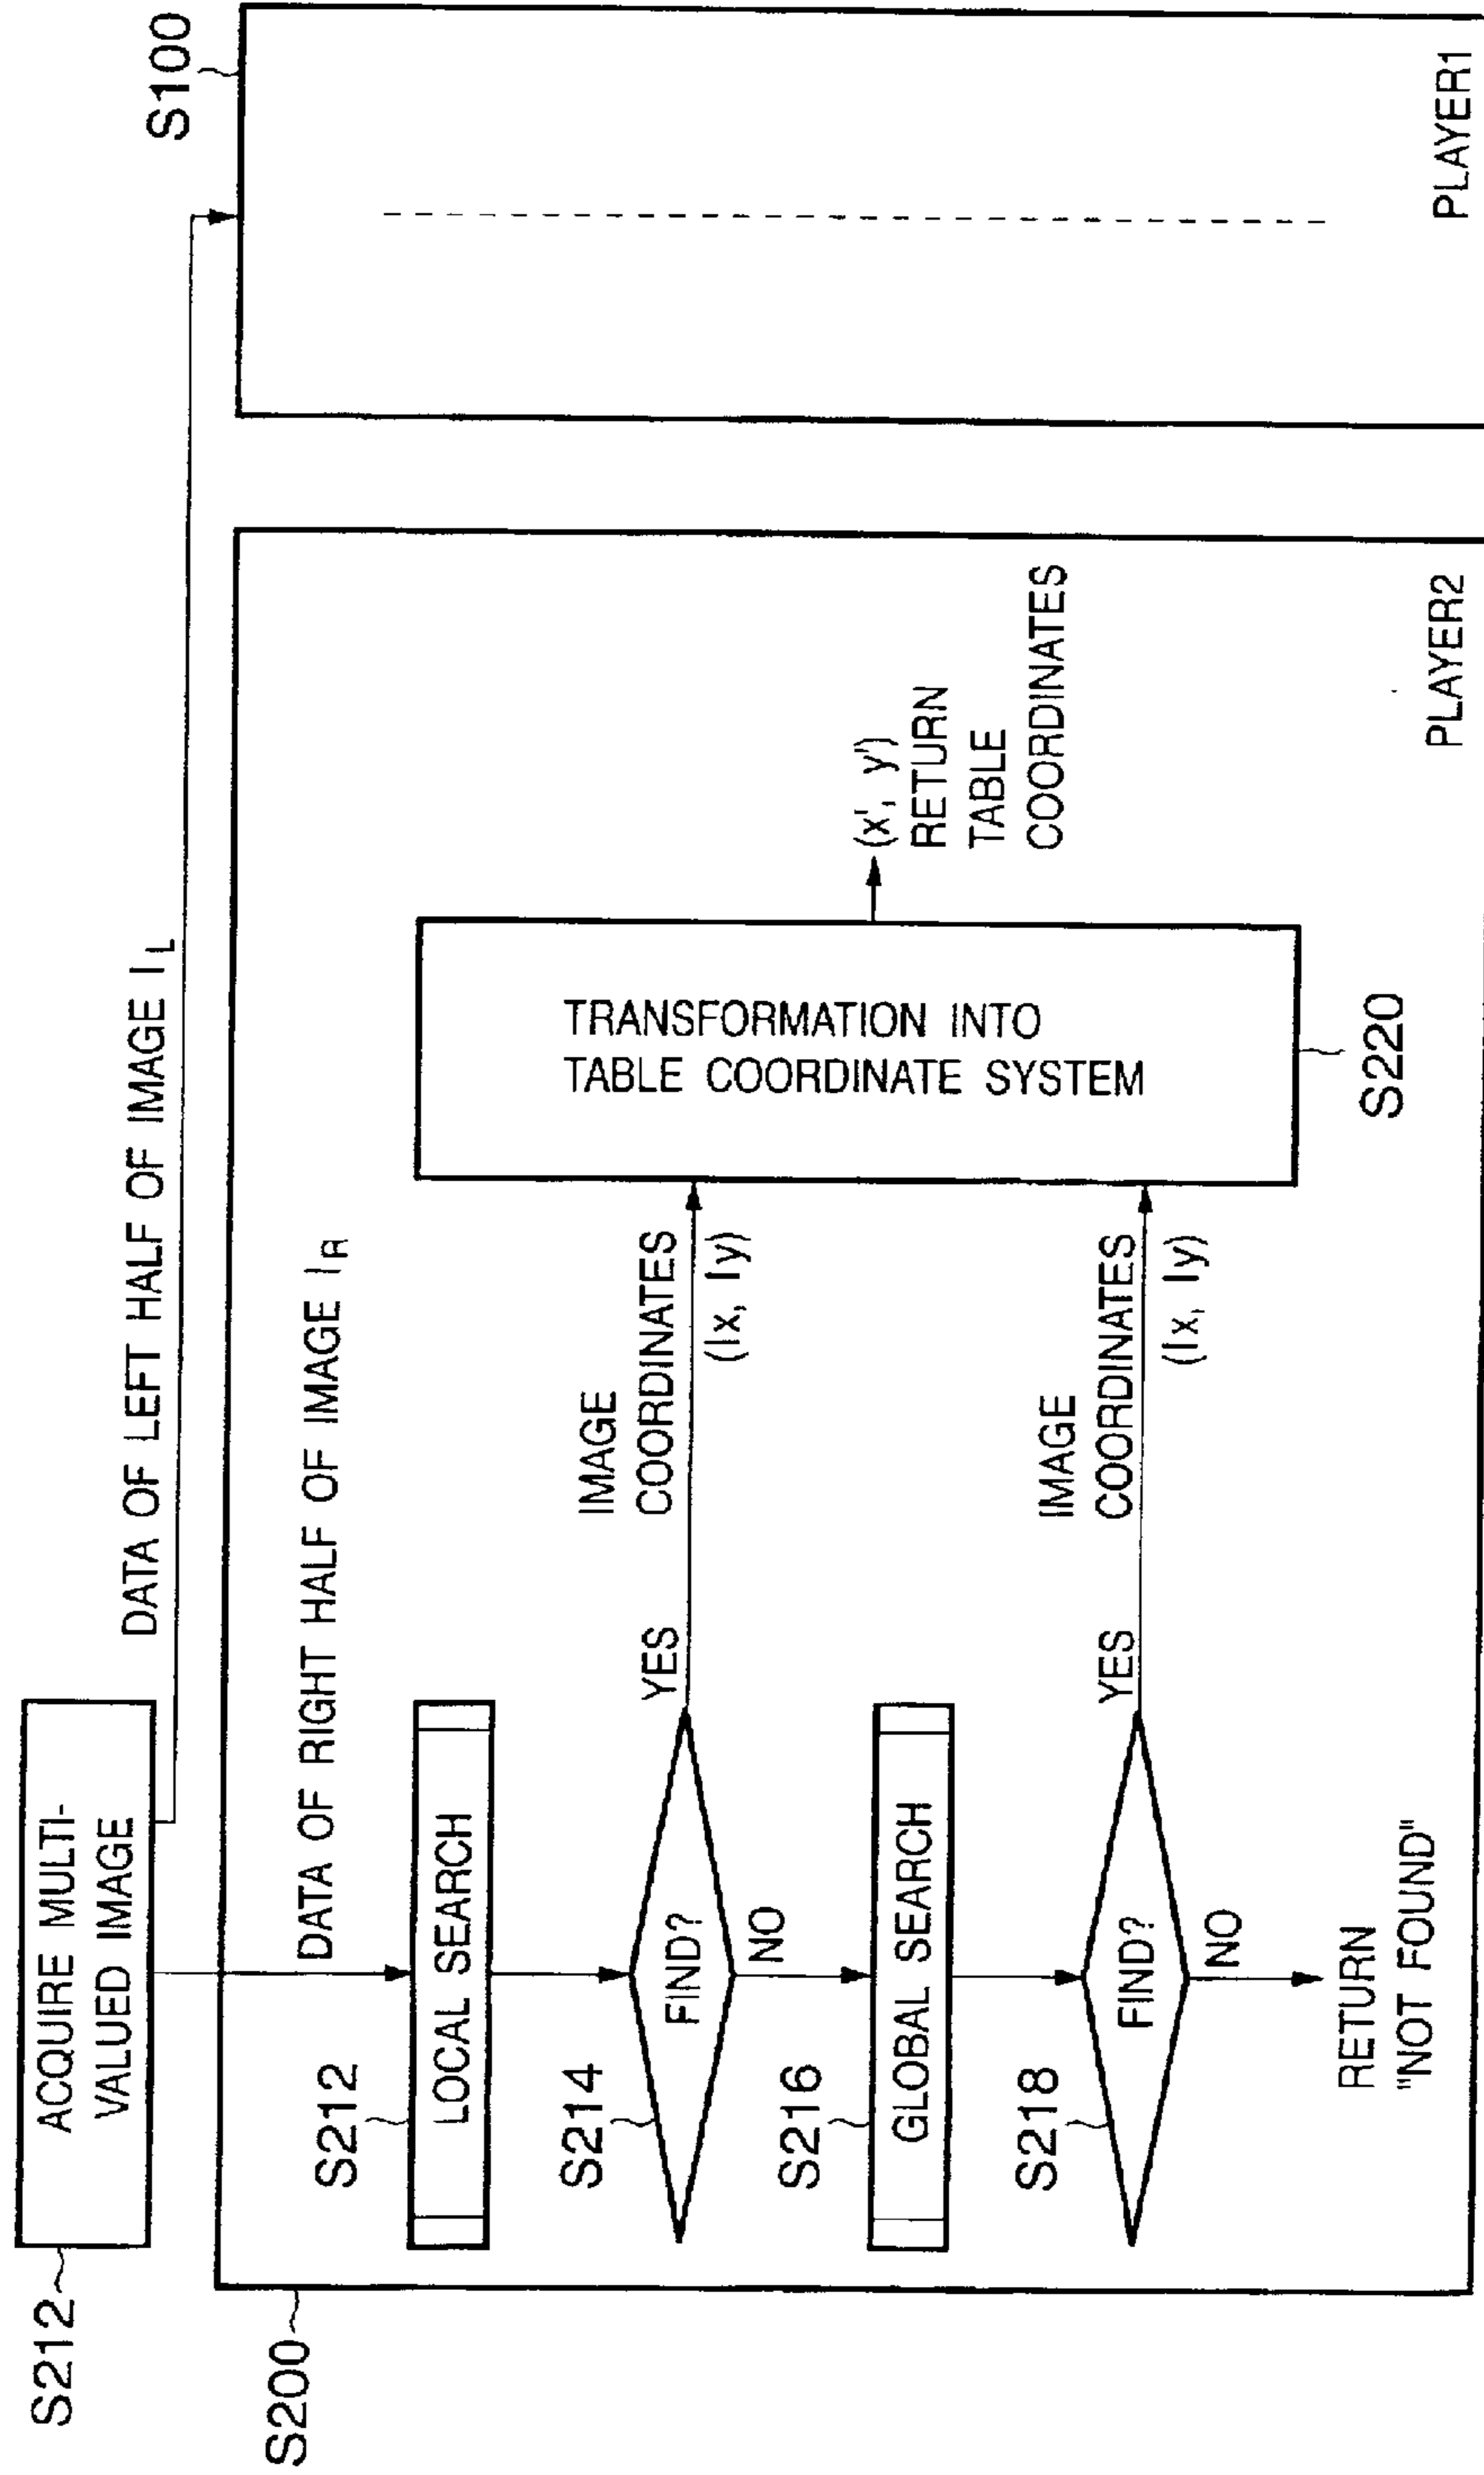 S212
ACQUIRE MULTI-
VALUED IMAGE
DATA OF LEFT HALF OF IMAGE IL
S100
S200
DATA OF RIGHT HALF OF IMAGE IR
S212
LOCAL SEARCH
S214
FIND?
YES
IMAGE
COORDINATES
(Ix, Iy)
NO
S216
GLOBAL SEARCH
S218
FIND?
YES
IMAGE
COORDINATES
(Ix, Iy)
NO
RETURN
"NOT FOUND"
TRANSFORMATION INTO
TABLE COORDINATE SYSTEM
S220
(x', y')
RETURN
TABLE
COORDINATES
PLAYER2
PLAYER1